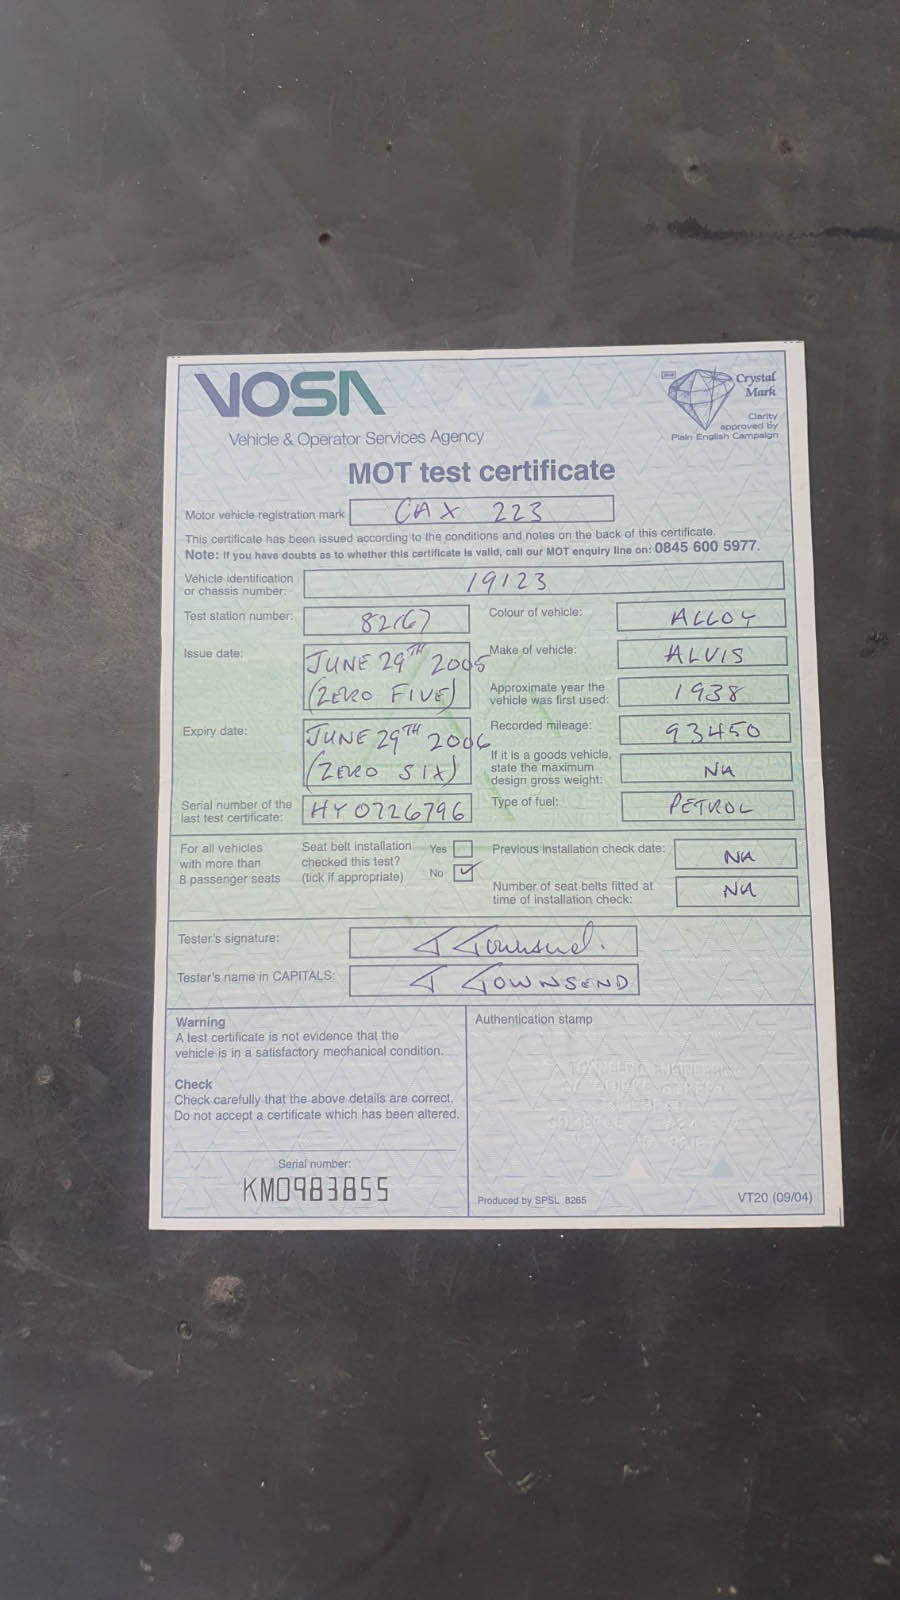 VOSA
Vehicle & Operator Services Agency
Crystal
Mark
Clarity
approved by
Plain English Campaign
MOT test certificate
Motor vehicle registration mark CAX 223
This certificate has been issued according to the conditions and notes on the back of this certificate.
Note: If you have doubts as to whether this certificate is valid, call our MOT enquiry line on: 0845 600 5977.
Vehicle identification
or chassis number: 19123
Test station number:
Colour of vehicle: ALLOY
Issue date: JUNE 29TH 2005
(ZERO FIVE)
Make of vehicle: ALVIS
Approximate year the
vehicle was first used: 1938
Expiry date: JUNE 29TH 2006
(ZERO SIX)
Recorded mileage: 93450
If it is a goods vehicle,
state the maximum
design gross weight: NA
Serial number of the
last test certificate: HY0726796
Type of fuel: PETROL
For all vehicles
with more than
8 passenger seats
Seat belt installation
checked this test?
(tick if appropriate)
Yes
No
Previous installation check date: NA
Number of seat belts fitted at
time of installation check: NA
Tester's signature: T Townsend.
Tester's name in CAPITALS: T TOWNSEND
Warning
A test certificate is not evidence that the
vehicle is in a satisfactory mechanical condition.
Check
Check carefully that the above details are correct.
Do not accept a certificate which has been altered.
Serial number:
KM0983855
Authentication stamp
Produced by SPSL 8265
VT20 (09/04)